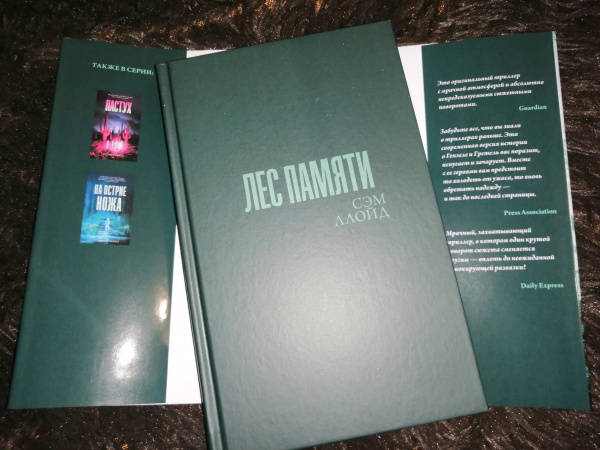 ТАКЖЕ В СЕРИИ:
ПАСТУХ
НА ОСТРИЕ
НОЖА
ЛЕС ПАМЯТИ
СЭМ
ЛЛОЙД
Это оригинальный триллер
с мрачной атмосферой и абсолютно
непредсказуемыми сюжетными
поворотами.
Guardian
Забудьте все, что вы знали
о триллерах раньше. Эта
современная версия истории
о Гензеле и Гретель вас поразит,
испугает и зачарует. Вместе
с ее героями вам предстоит
то холодеть от ужаса, то вновь
обретать надежду —
и так до последней страницы.
Press Association
Мрачный, захватывающий
триллер, в котором один крутой
поворот сюжета сменяется
другим — вплоть до неожиданной
шокирующей развязки!
Daily Express